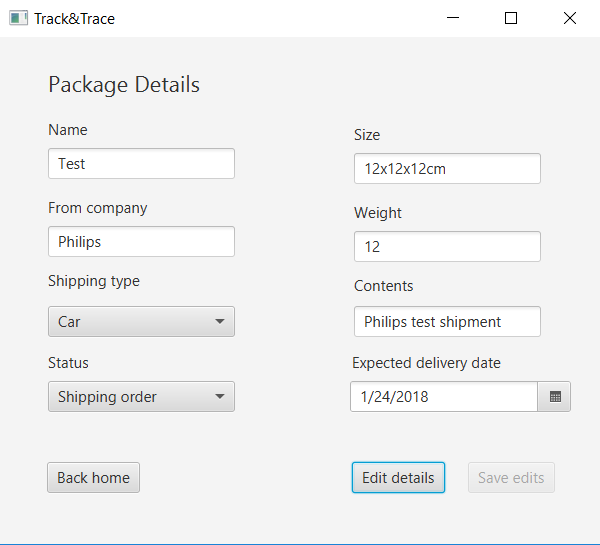 Track&Trace
Package Details
Name
Test
From company
Philips
Shipping type
Car
Status
Shipping order
Size
12x12x12cm
Weight
12
Contents
Philips test shipment
Expected delivery date
1/24/2018
Back home
Edit details
Save edits